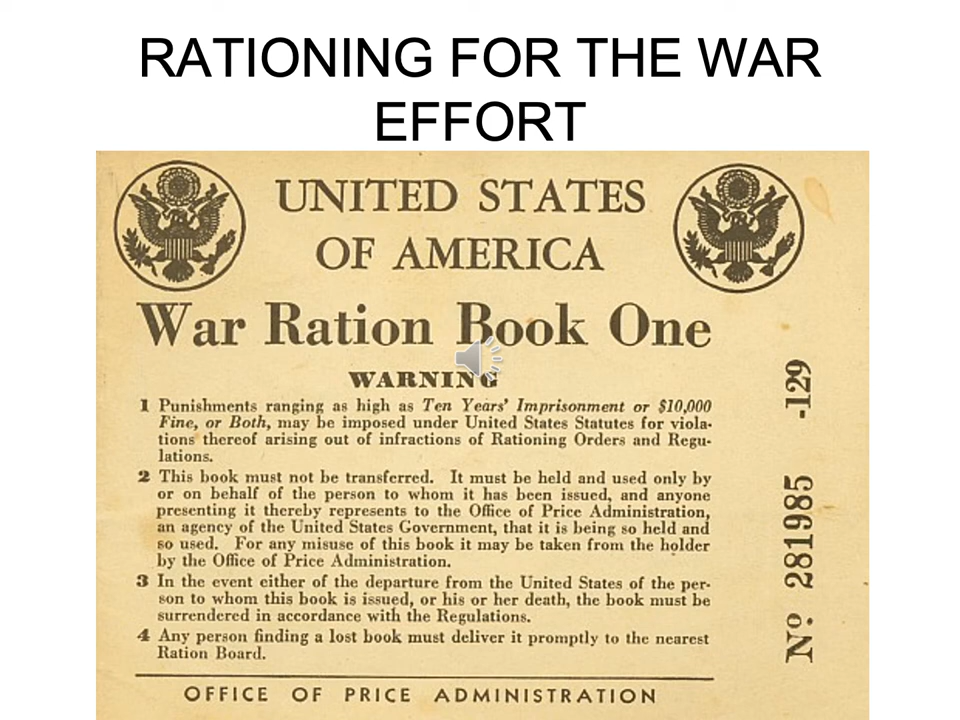 RATIONING FOR THE WAR
EFFORT
UNITED STATES
OF AMERICA
War Ration Book One
WARNING
1 Punishments ranging as high as Ten Years' Imprisonment or $10,000
Fine, or Both, may be imposed under United States Statutes for viola-
tions thereof arising out of infractions of Rationing Orders and Regu-
lations.
2 This book must not be transferred. It must be held and used only by
or on behalf of the person to whom it has been issued, and anyone
presenting it thereby represents to the Office of Price Administration,
an agency of the United States Government, that it is being so held and
so used. For any misuse of this book it may be taken from the holder
by the Office of Price Administration.
3 In the event either of the departure from the United States of the per-
son to whom this book is issued, or his or her death, the book must be
surrendered in accordance with the Regulations.
4 Any person finding a lost book must deliver it promptly to the nearest
Ration Board.
OFFICE OF PRICE ADMINISTRATION
Nº 281985 -129